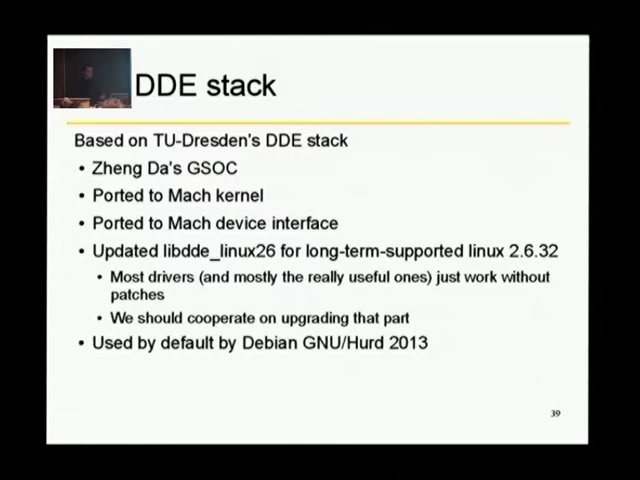 DDE stack
Based on TU-Dresden's DDE stack
• Zheng Da's GSOC
• Ported to Mach kernel
• Ported to Mach device interface
• Updated libdde_linux26 for long-term-supported linux 2.6.32
• Most drivers (and mostly the really useful ones) just work without
patches
• We should cooperate on upgrading that part
• Used by default by Debian GNU/Hurd 2013
39